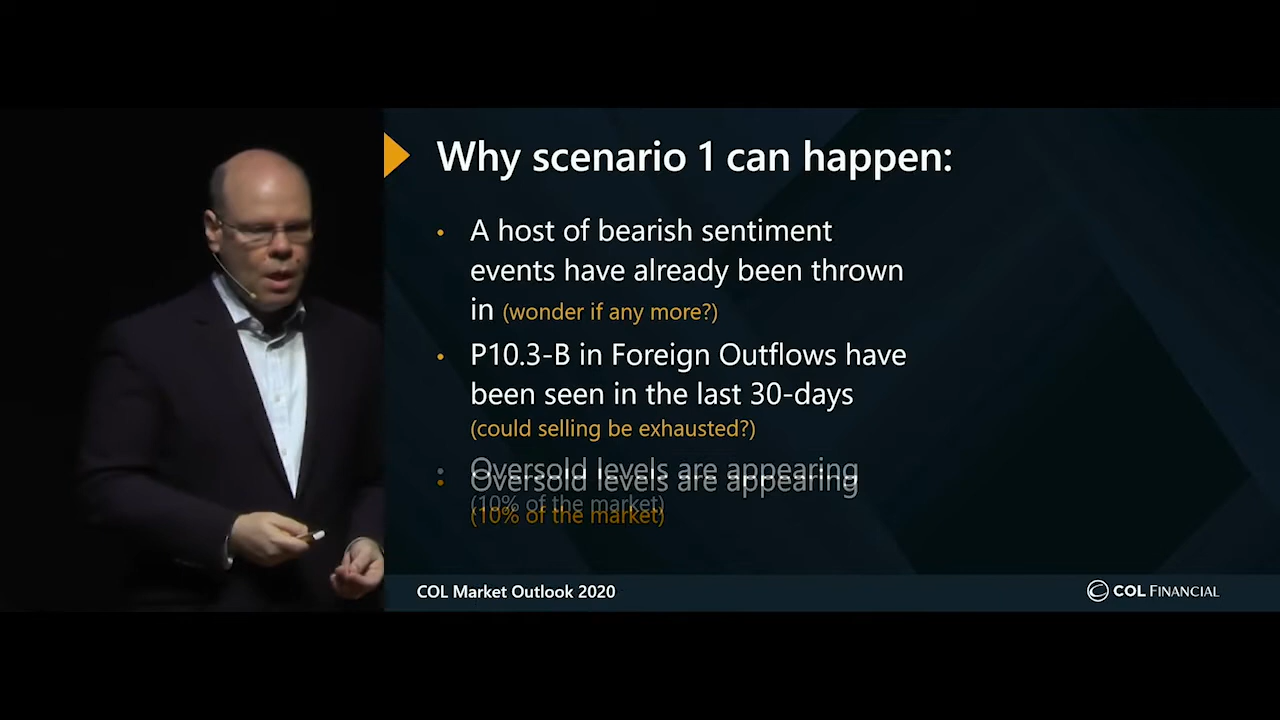 Why scenario 1 can happen:
• A host of bearish sentiment
events have already been thrown
in (wonder if any more?)
• P10.3-B in Foreign Outflows have
been seen in the last 30-days
(could selling be exhausted?)
• Oversold levels are appearing
(10% of the market)
COL Market Outlook 2020
COL FINANCIAL